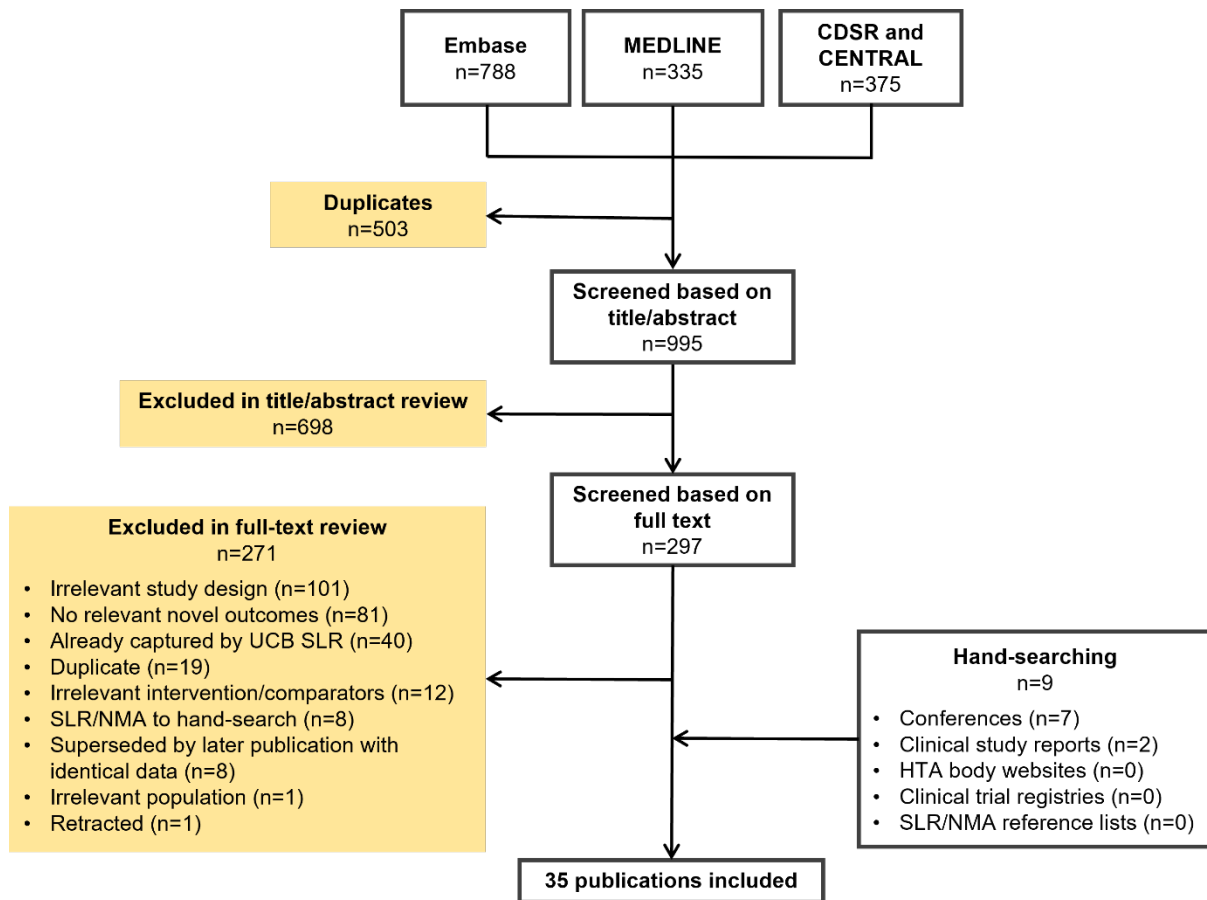 Embase
n=788
MEDLINE
n=335
CDSR and
CENTRAL
n=375
Duplicates
n=503
Screened based on
title/abstract
n=995
Excluded in title/abstract review
n=698
Screened based on
full text
n=297
Excluded in full-text review
n=271
• Irrelevant study design (n=101)
• No relevant novel outcomes (n=81)
• Already captured by UCB SLR (n=40)
• Duplicate (n=19)
• Irrelevant intervention/comparators (n=12)
• SLR/NMA to hand-search (n=8)
• Superseded by later publication with
identical data (n=8)
• Irrelevant population (n=1)
• Retracted (n=1)
Hand-searching
n=9
• Conferences (n=7)
• Clinical study reports (n=2)
• HTA body websites (n=0)
• Clinical trial registries (n=0)
• SLR/NMA reference lists (n=0)
35 publications included